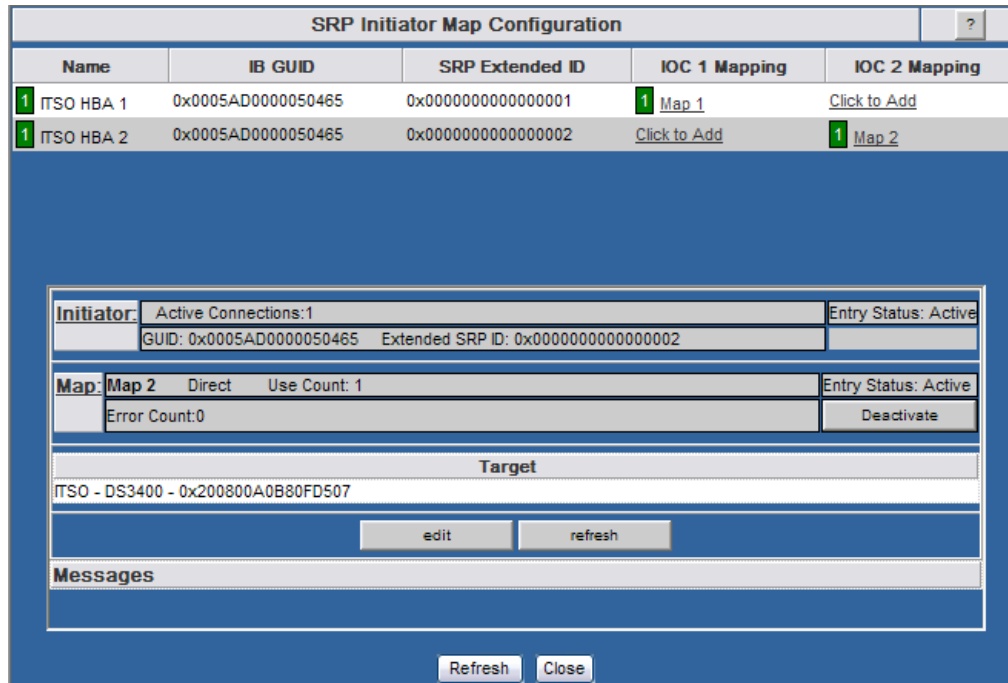 SRP Initiator Map Configuration ?
Name IB GUID SRP Extended ID IOC 1 Mapping IOC 2 Mapping
1 ITSO HBA 1 0x0005AD0000050465 0x0000000000000001 1 Map 1 Click to Add
1 ITSO HBA 2 0x0005AD0000050465 0x0000000000000002 Click to Add 1 Map 2
Initiator: Active Connections:1 Entry Status: Active
GUID: 0x0005AD0000050465 Extended SRP ID: 0x0000000000000002
Map: Map 2 Direct Use Count: 1 Entry Status: Active
Error Count:0 Deactivate
Target
ITSO - DS3400 - 0x200800A0B80FD507
edit refresh
Messages
Refresh Close